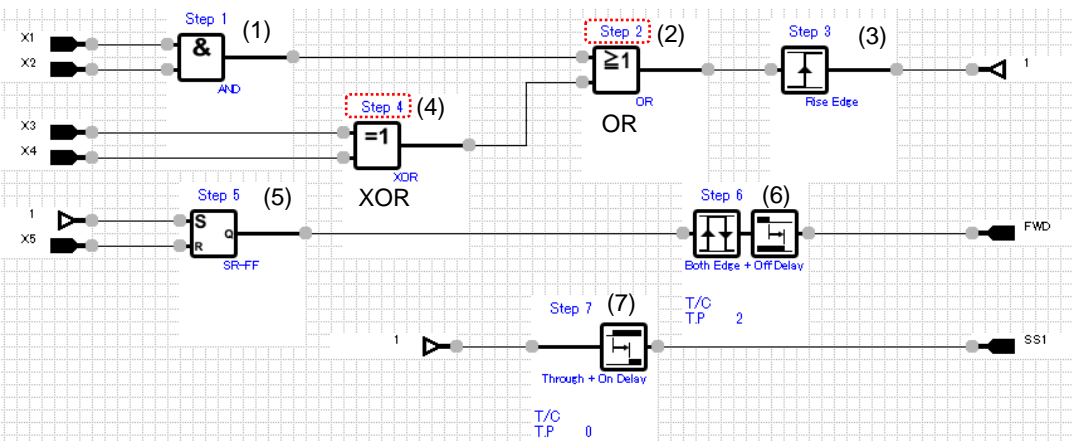 Step 1 (1)
X1
X2
&
AND
Step 2 (2)
≧1
OR
OR
Step 3 (3)
Rise Edge
1
Step 4 (4)
X3
X4
=1
XOR
XOR
Step 5 (5)
1
X5
S
Q
R
SR-FF
Step 6 (6)
Both Edge + Off Delay
FWD
T/C
T.P 2
Step 7 (7)
1
Through + On Delay
SS1
T/C
T.P 0